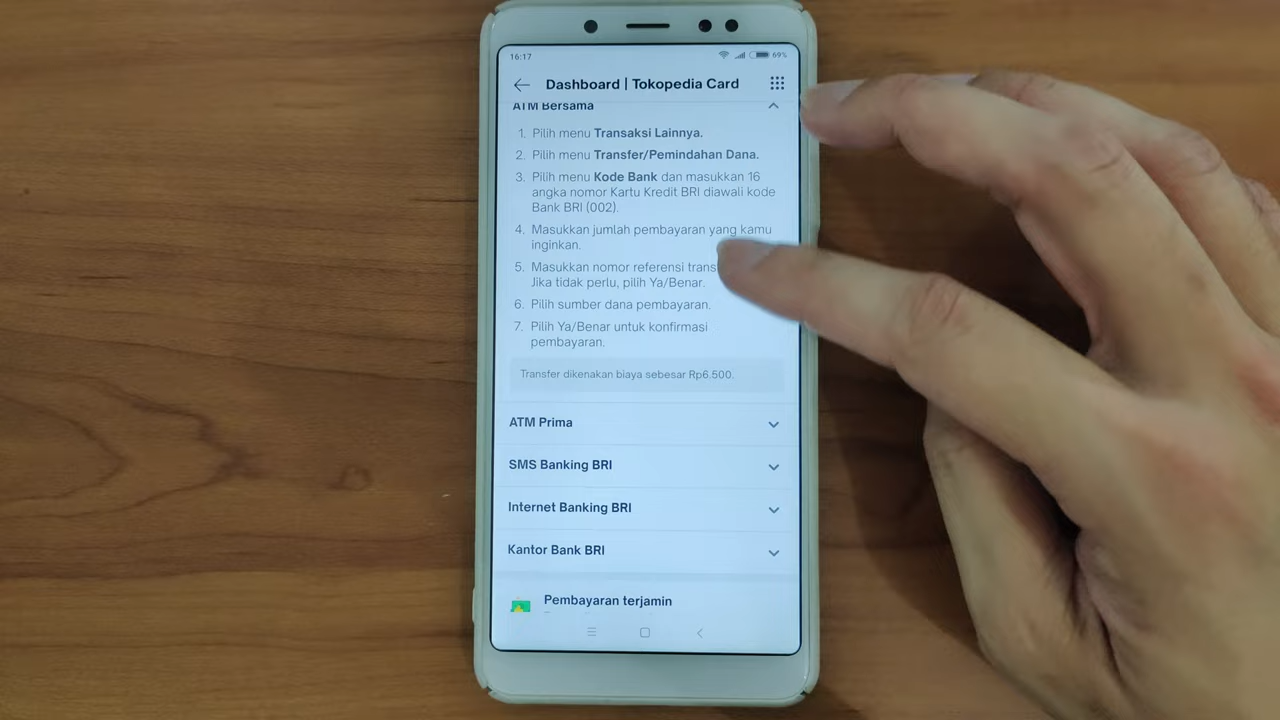 16:17
69%
Dashboard | Tokopedia Card
ATM Bersama
1. Pilih menu Transaksi Lainnya.
2. Pilih menu Transfer/Pemindahan Dana.
3. Pilih menu Kode Bank dan masukkan 16
angka nomor Kartu Kredit BRI diawali kode
Bank BRI (002).
4. Masukkan jumlah pembayaran yang kamu
inginkan.
5. Masukkan nomor referensi
Jika tidak perlu, pilih Ya/Benar.
6. Pilih sumber dana pembayaran.
7. Pilih Ya/Benar untuk konfirmasi
pembayaran.
Transfer dikenakan biaya sebesar Rp6.500.
ATM Prima
SMS Banking BRI
Internet Banking BRI
Kantor Bank BRI
Pembayaran terjamin